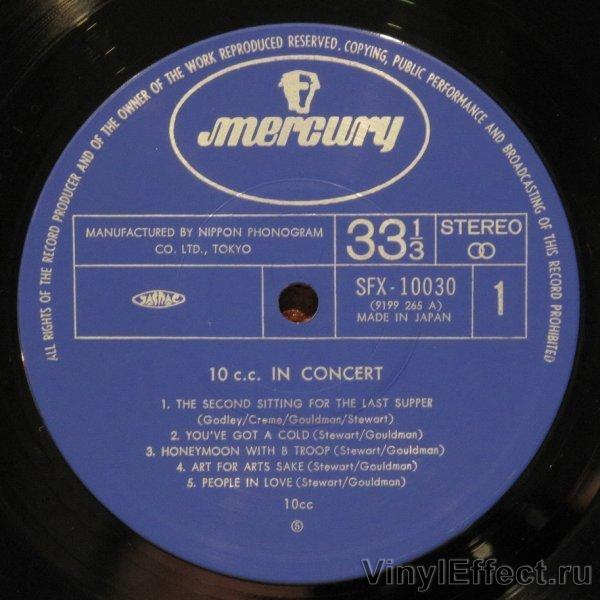 ALL RIGHTS OF THE RECORD PRODUCER AND OF THE OWNER OF THE WORK REPRODUCED RESERVED. COPYING, PUBLIC PERFORMANCE AND BROADCASTING OF THIS RECORD PROHIBITED
mercury
MANUFACTURED BY NIPPON PHONOGRAM
CO. LTD., TOKYO
33 1/3
STEREO
JASRAC
SFX-10030
(9199 265 A)
MADE IN JAPAN
1
10 c.c. IN CONCERT
1. THE SECOND SITTING FOR THE LAST SUPPER
(Godley/Creme/Gouldman/Stewart)
2. YOU'VE GOT A COLD (Stewart/Gouldman)
3. HONEYMOON WITH B TROOP (Stewart/Gouldman)
4. ART FOR ARTS SAKE (Stewart/Gouldman)
5. PEOPLE IN LOVE (Stewart/Gouldman)
10cc
VinylEffect.ru